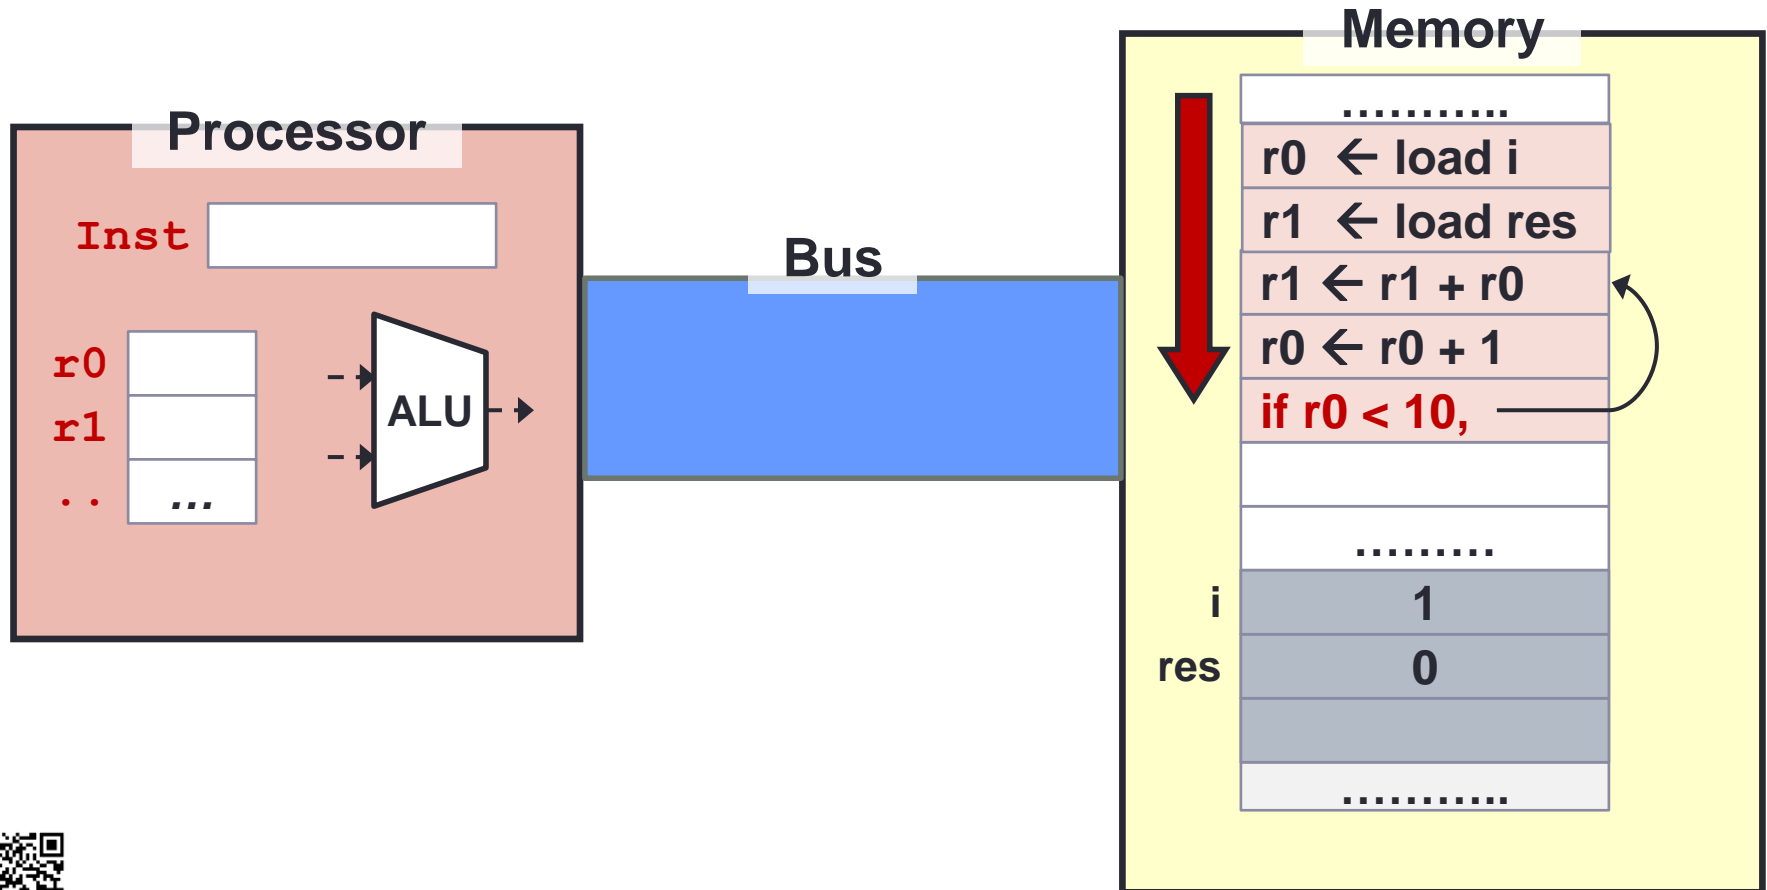 Memory
Processor
Bus
Inst
r0
r1
..
...
ALU
...........
r0 ← load i
r1 ← load res
r1 ← r1 + r0
r0 ← r0 + 1
if r0 < 10,
.........
i 1
res 0
...........